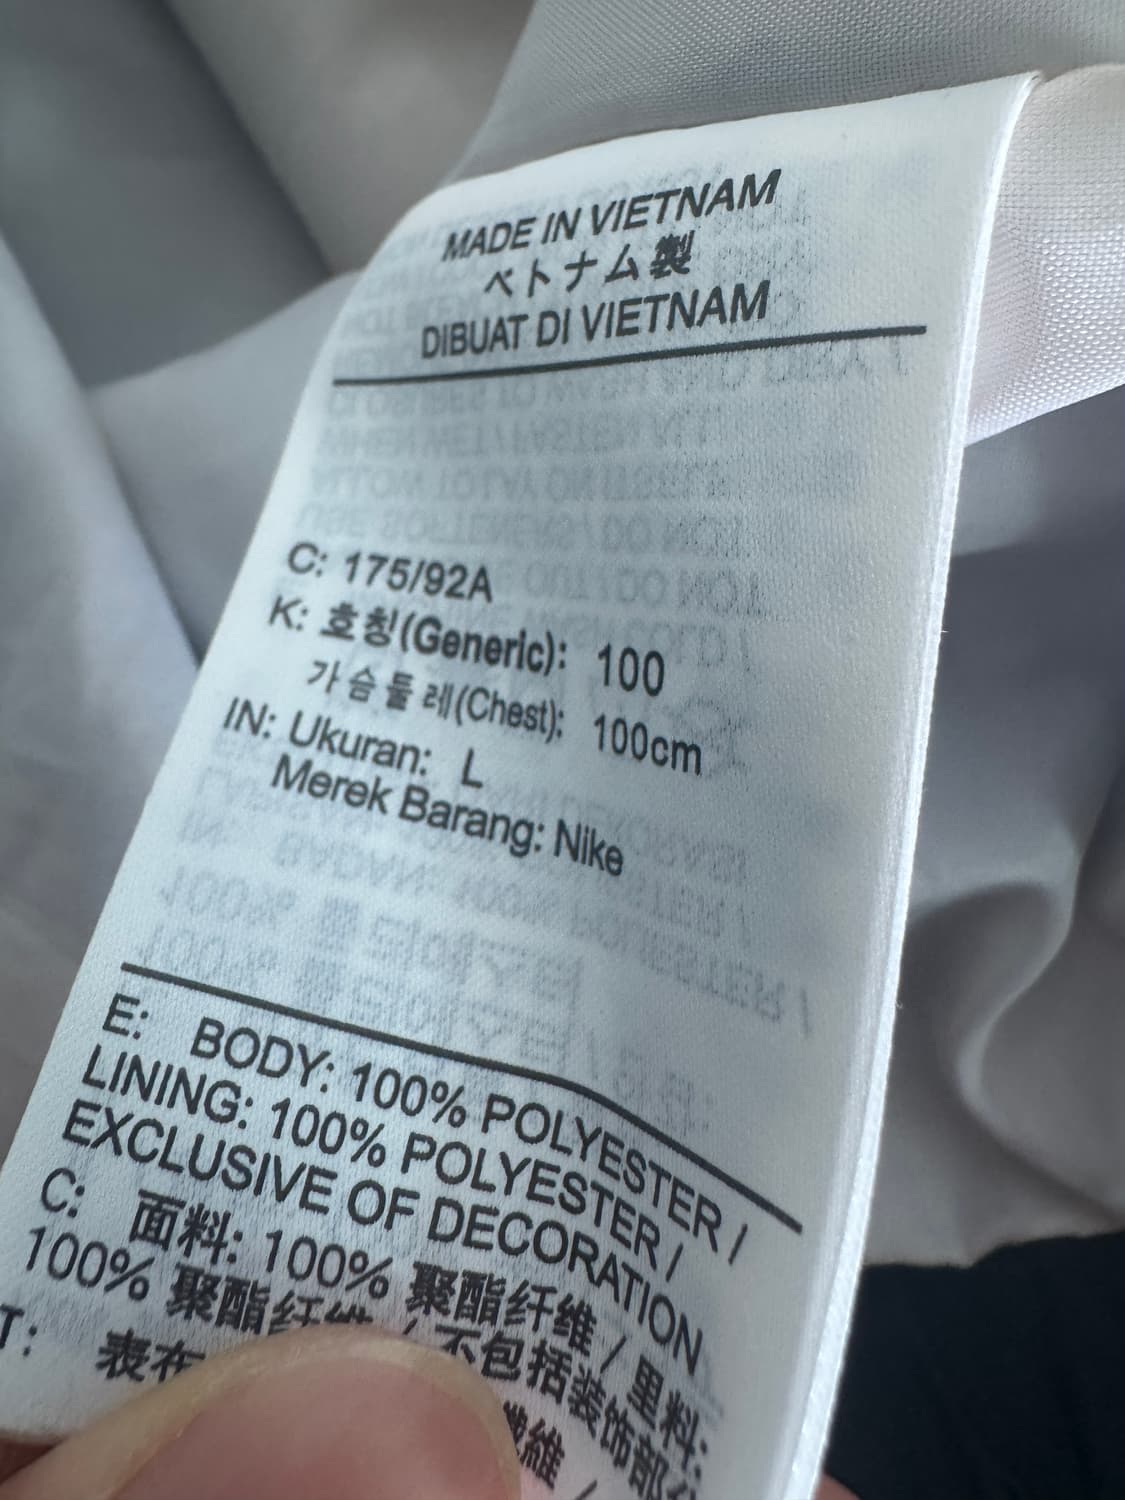 MADE IN VIETNAM
ベトナム製
DIBUAT DI VIETNAM
C: 175/92A
K: 호칭(Generic): 100
가슴둘레(Chest): 100cm
IN: Ukuran: L
Merek Barang: Nike
E: BODY: 100% POLYESTER /
LINING: 100% POLYESTER /
EXCLUSIVE OF DECORATION
C: 面料: 100% 聚酯纤维 / 里料:
100% 聚酯纤维 / 不包括装饰部
T: 表布
維 /